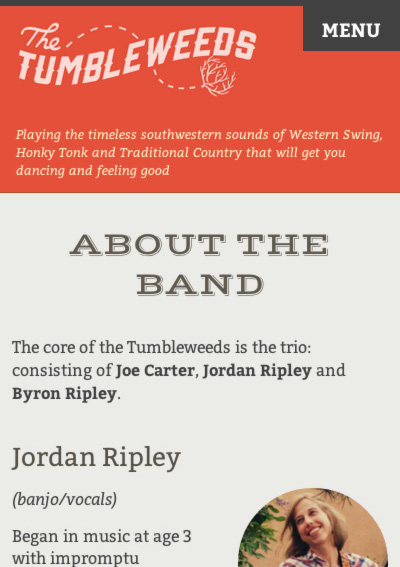 The
TUMBLEWEEDS
MENU
Playing the timeless southwestern sounds of Western Swing,
Honky Tonk and Traditional Country that will get you
dancing and feeling good
ABOUT THE
BAND
The core of the Tumbleweeds is the trio:
consisting of Joe Carter, Jordan Ripley and
Byron Ripley.
Jordan Ripley
(banjo/vocals)
Began in music at age 3
with impromptu